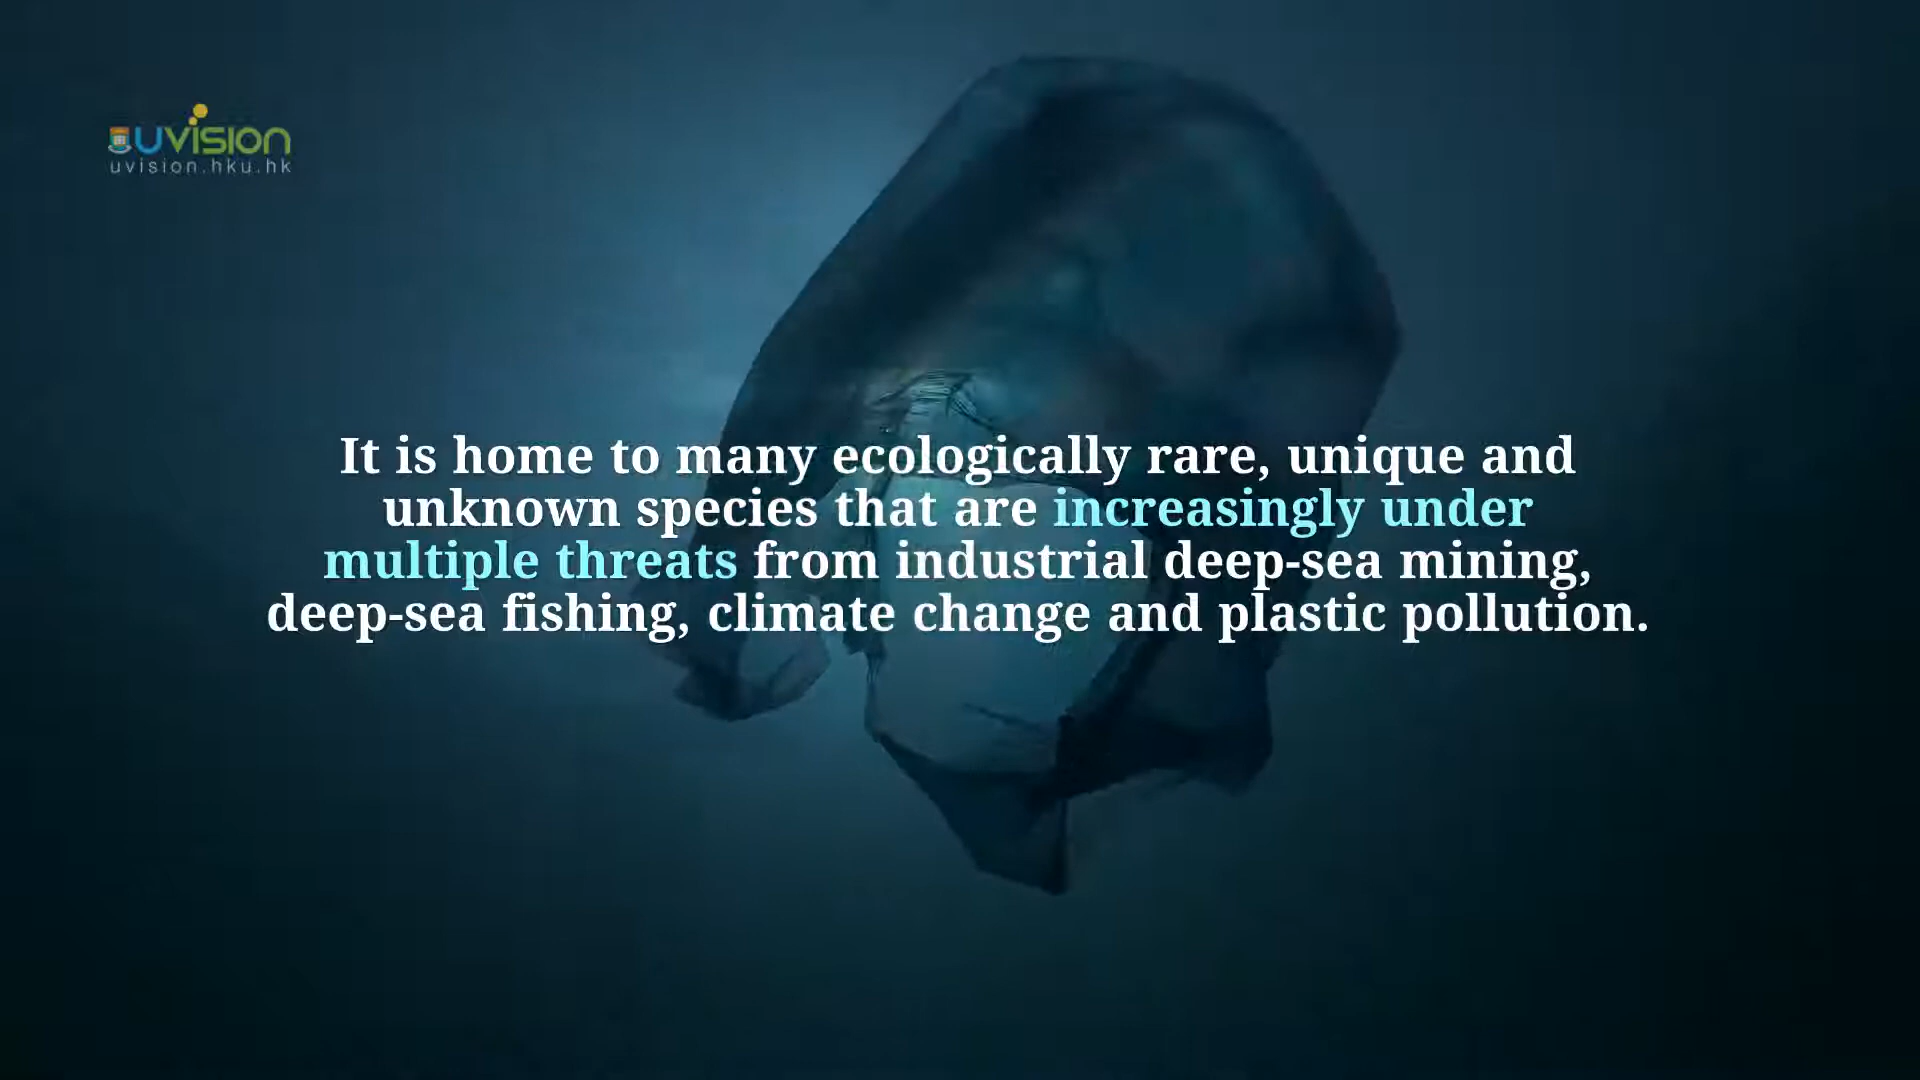 uvision
uvision.hku.hk
It is home to many ecologically rare, unique and
unknown species that are increasingly under
multiple threats from industrial deep-sea mining,
deep-sea fishing, climate change and plastic pollution.